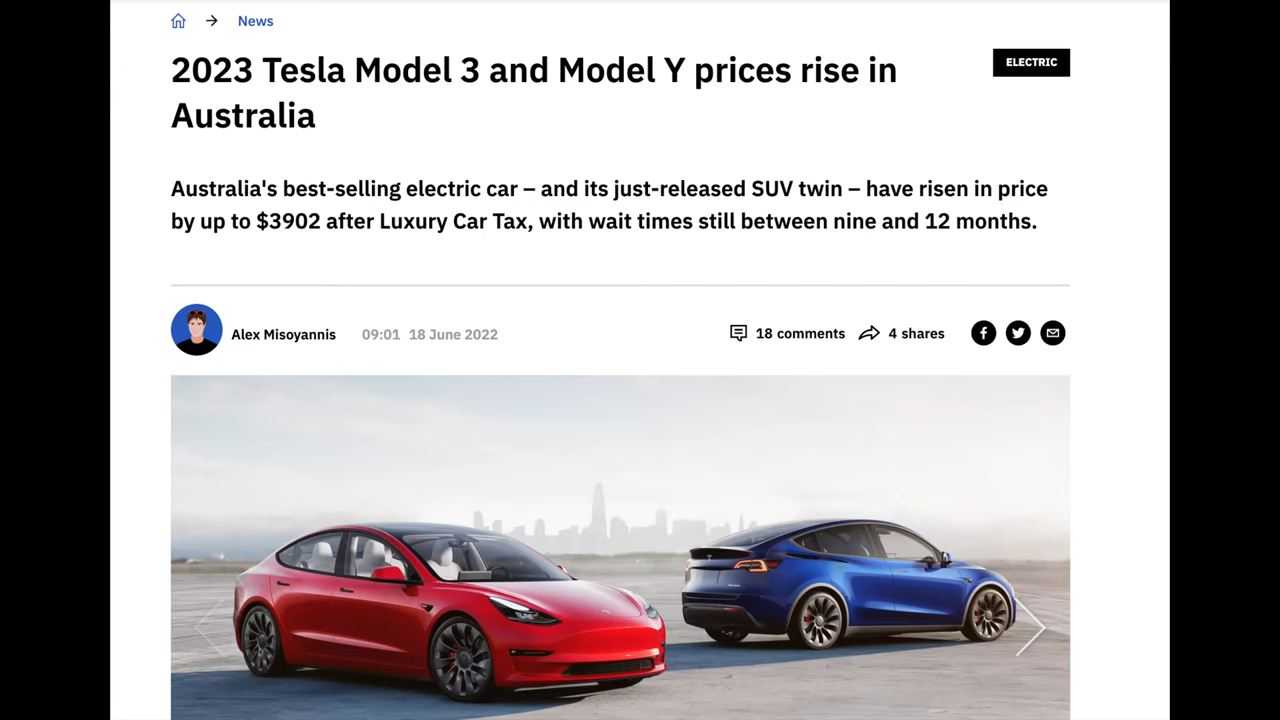 News
2023 Tesla Model 3 and Model Y prices rise in
Australia
ELECTRIC
Australia's best-selling electric car – and its just-released SUV twin – have risen in price
by up to $3902 after Luxury Car Tax, with wait times still between nine and 12 months.
Alex Misoyannis 09:01 18 June 2022 18 comments 4 shares